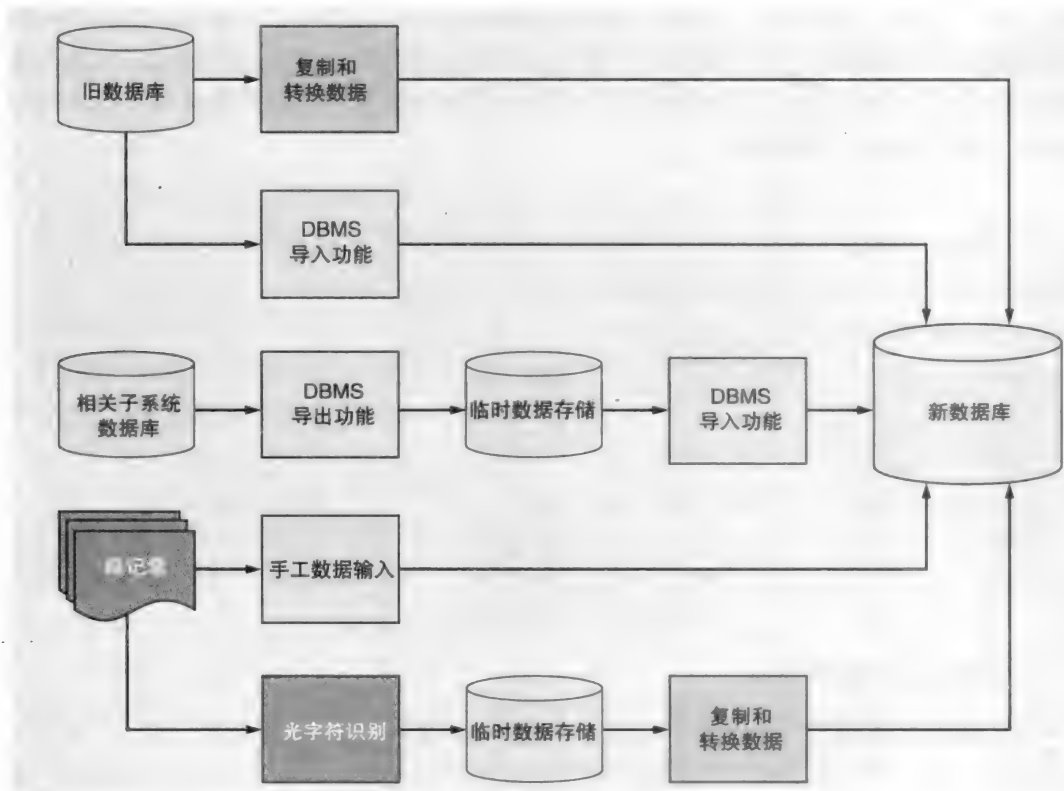 旧数据库
复制和
转换数据
DBMS
导入功能
相关子系统
数据库
DBMS
导出功能
临时数据存储
DBMS
导入功能
新数据库
手工数据输入
光字符识别
临时数据存储
复制和
转换数据